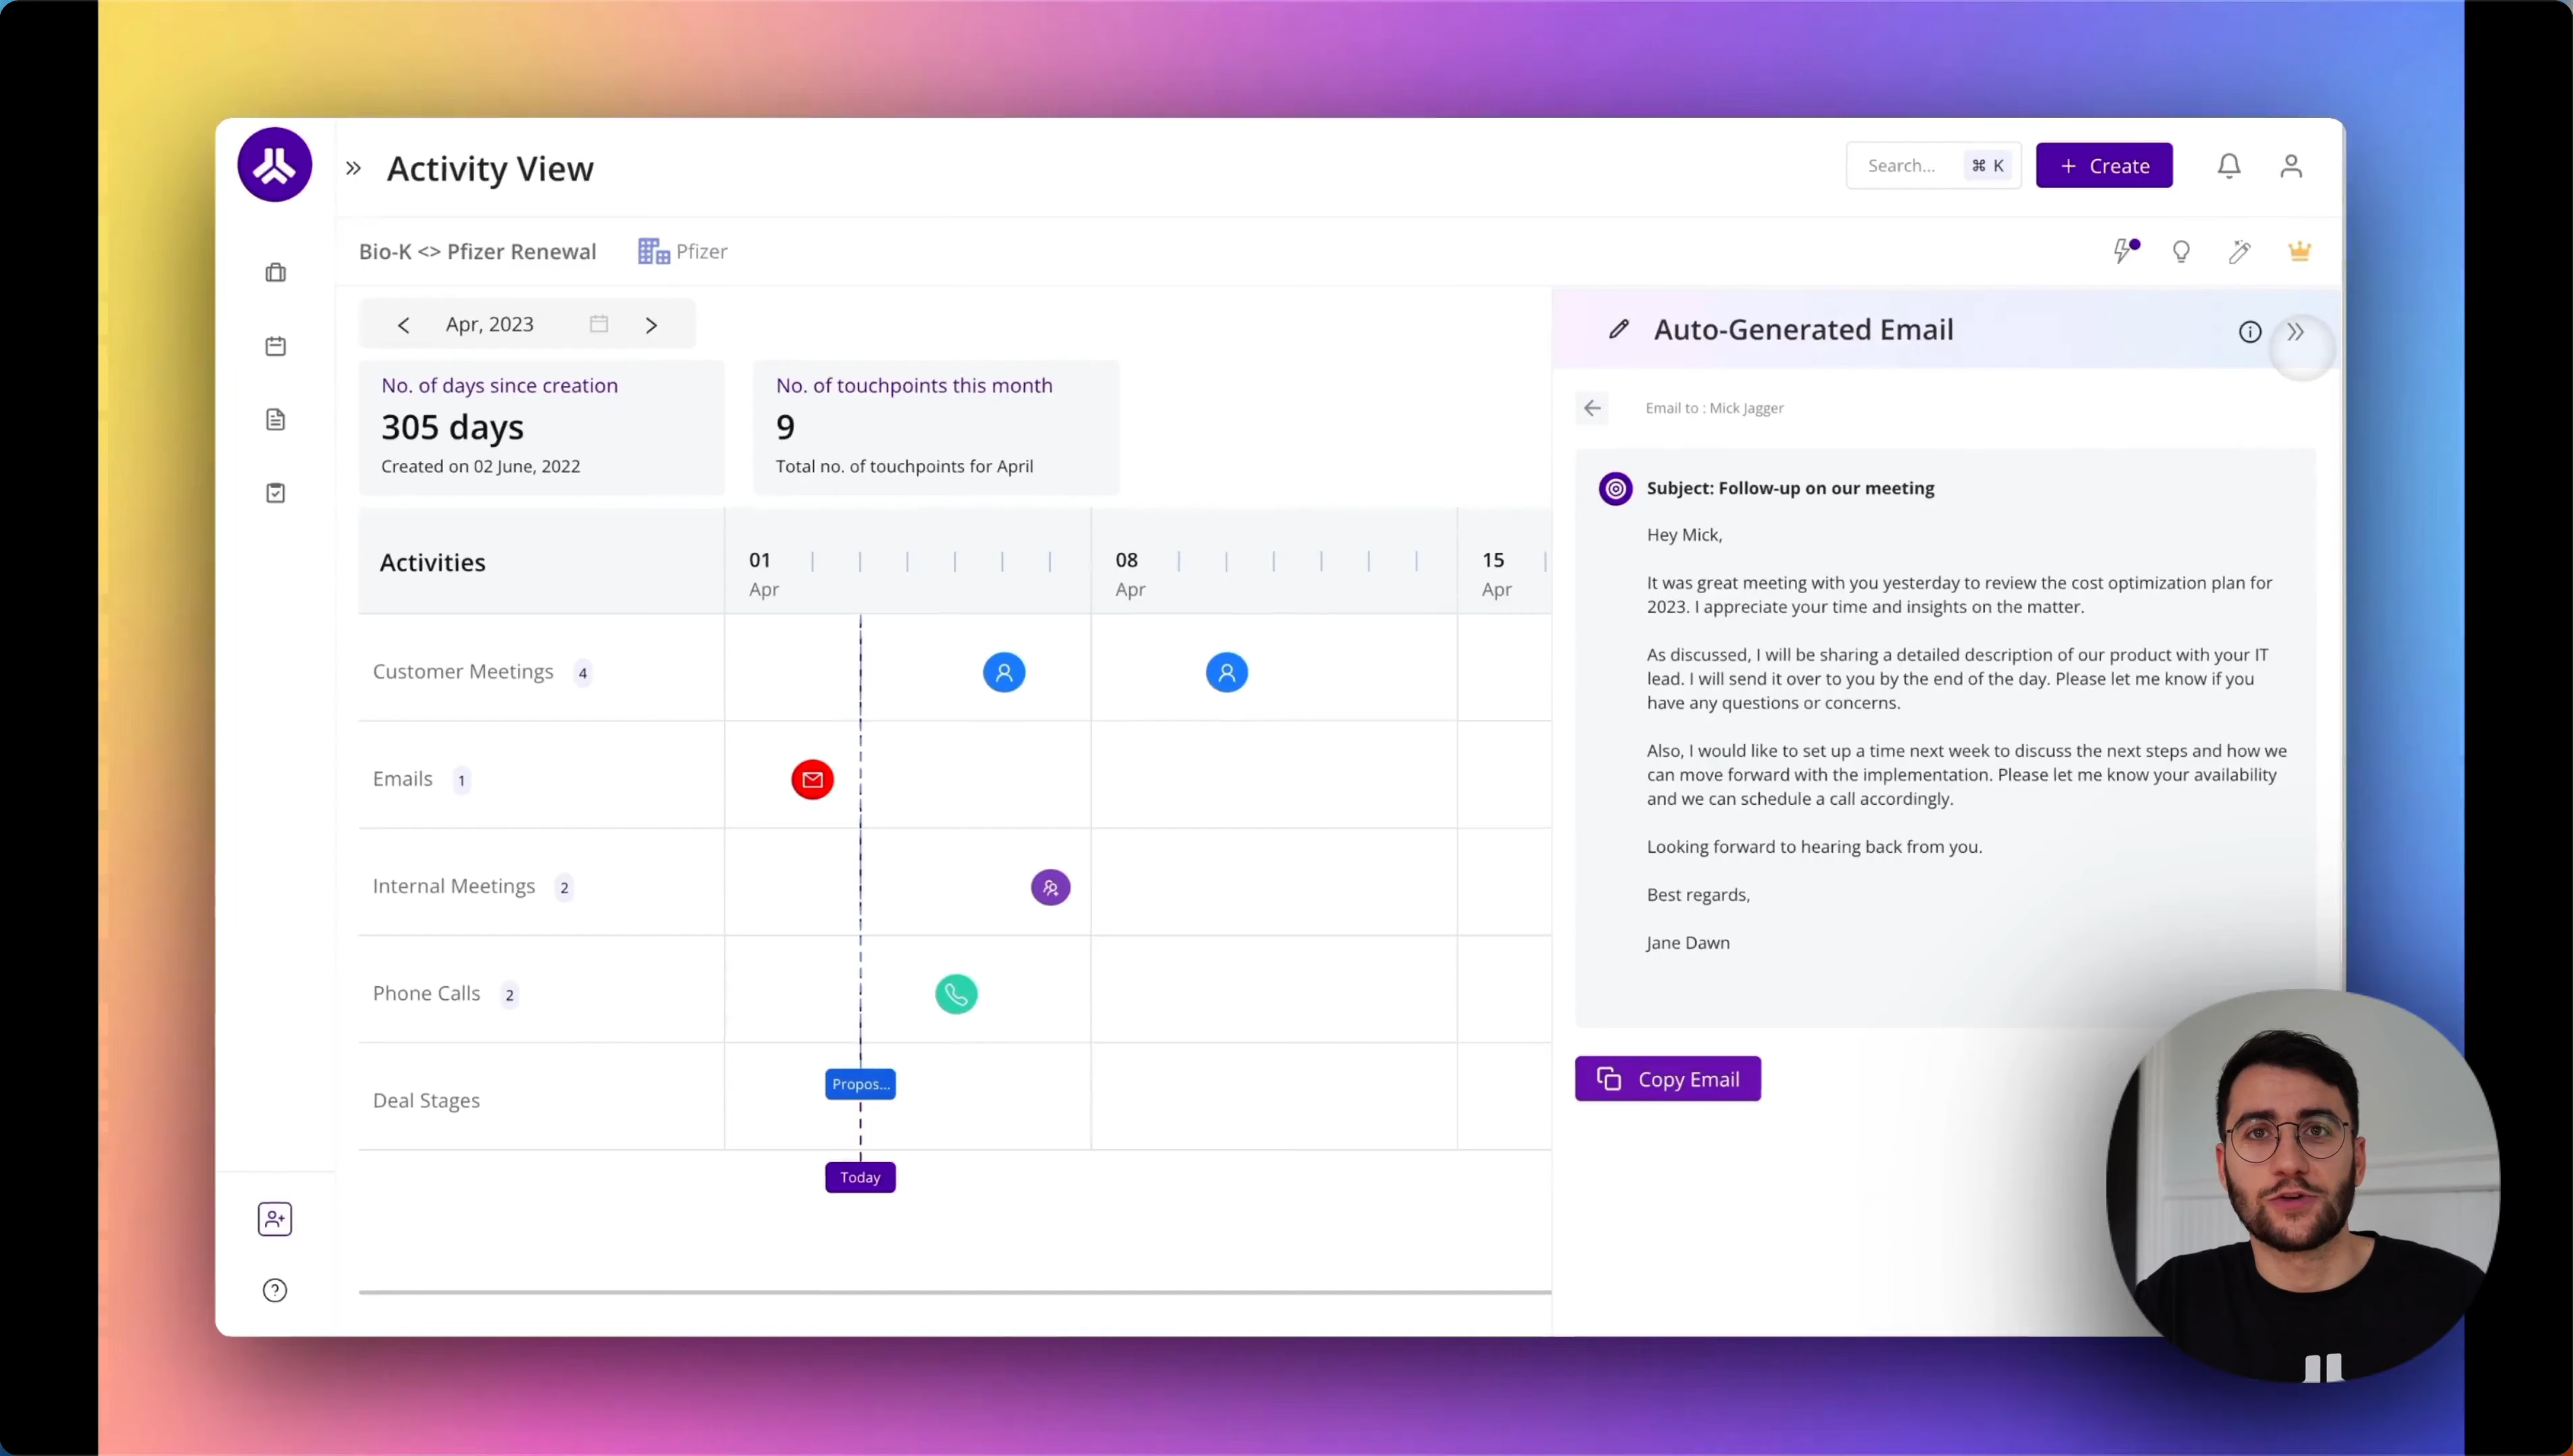 Activity View
Search...
⌘ K
+ Create
Bio-K <> Pfizer Renewal
Pfizer
Apr, 2023
No. of days since creation
305 days
Created on 02 June, 2022
No. of touchpoints this month
9
Total no. of touchpoints for April
Activities
01
Apr
08
Apr
15
Apr
Customer Meetings 4
Emails 1
Internal Meetings 2
Phone Calls 2
Deal Stages
Propos...
Today
Auto-Generated Email
Email to : Mick Jagger
Subject: Follow-up on our meeting
Hey Mick,
It was great meeting with you yesterday to review the cost optimization plan for
2023. I appreciate your time and insights on the matter.
As discussed, I will be sharing a detailed description of our product with your IT
lead. I will send it over to you by the end of the day. Please let me know if you
have any questions or concerns.
Also, I would like to set up a time next week to discuss the next steps and how we
can move forward with the implementation. Please let me know your availability
and we can schedule a call accordingly.
Looking forward to hearing back from you.
Best regards,
Jane Dawn
Copy Email